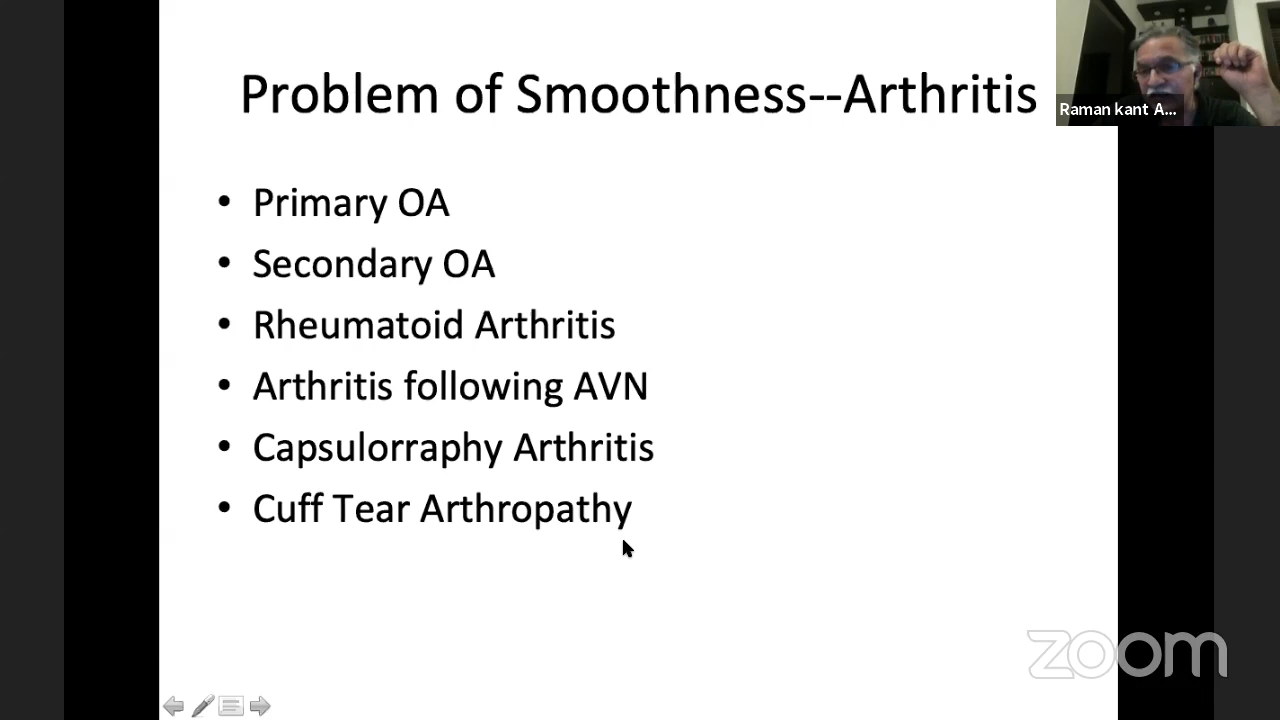 Problem of Smoothness--Arthritis
Raman kant A...
• Primary OA
• Secondary OA
• Rheumatoid Arthritis
• Arthritis following AVN
• Capsulorraphy Arthritis
• Cuff Tear Arthropathy
zoom